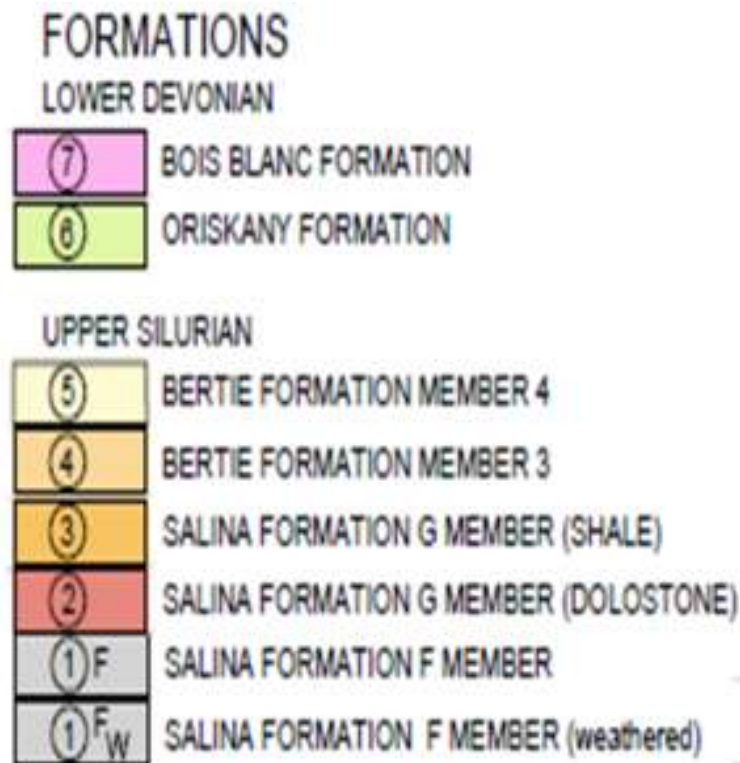 FORMATIONS
LOWER DEVONIAN
7 BOIS BLANC FORMATION
6 ORISKANY FORMATION
UPPER SILURIAN
5 BERTIE FORMATION MEMBER 4
4 BERTIE FORMATION MEMBER 3
3 SALINA FORMATION G MEMBER (SHALE)
2 SALINA FORMATION G MEMBER (DOLOSTONE)
1 F SALINA FORMATION F MEMBER
1 FW SALINA FORMATION F MEMBER (weathered)